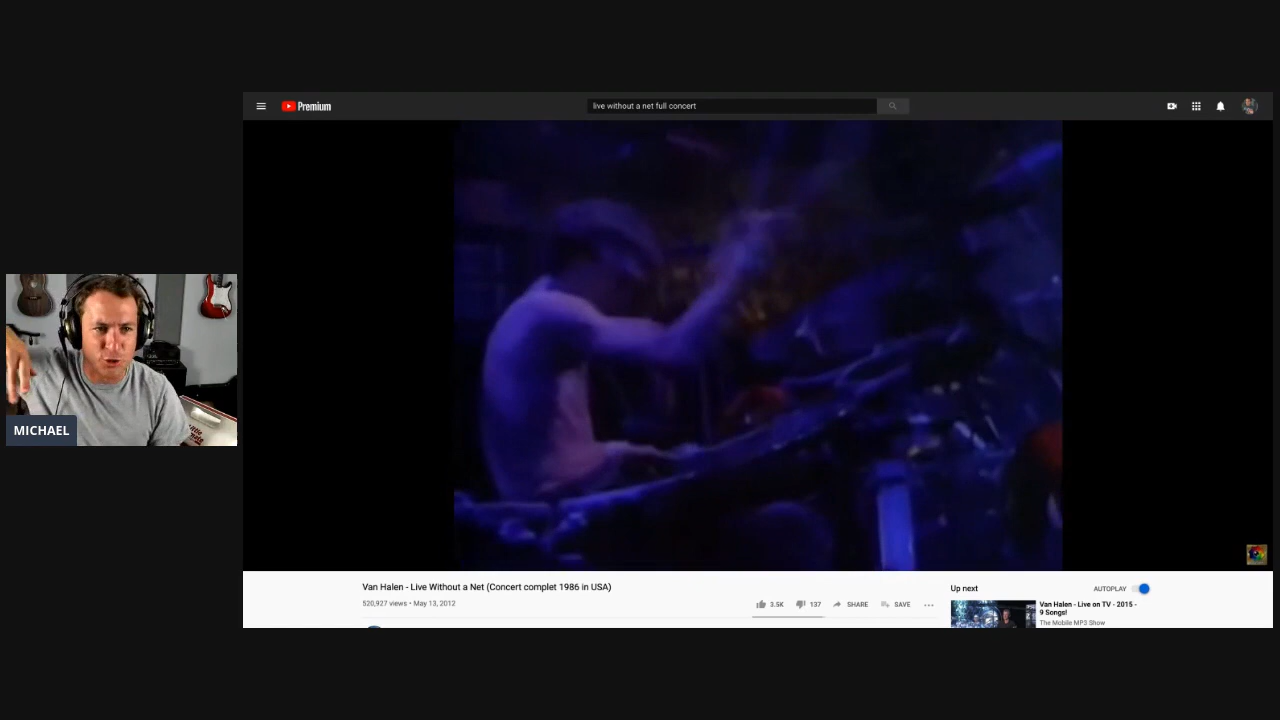 Premium
live without a net full concert
MICHAEL
Van Halen - Live Without a Net (Concert complet 1986 in USA)
520,927 views • May 13, 2012
3.5K
137
SHARE
SAVE
Up next
AUTOPLAY
Van Halen - Live on TV - 2015 -
9 Songs!
The Mobile MP3 Show